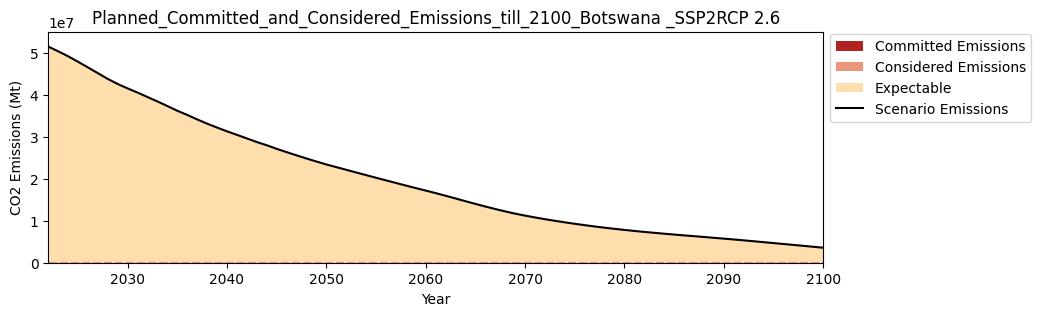 Planned_Committed_and_Considered_Emissions_till_2100_Botswana _SSP2RCP 2.6
1e7
5
4
3
2
1
0
CO2 Emissions (Mt)
2030 2040 2050 2060 2070 2080 2090 2100
Year
Committed Emissions
Considered Emissions
Expectable
Scenario Emissions